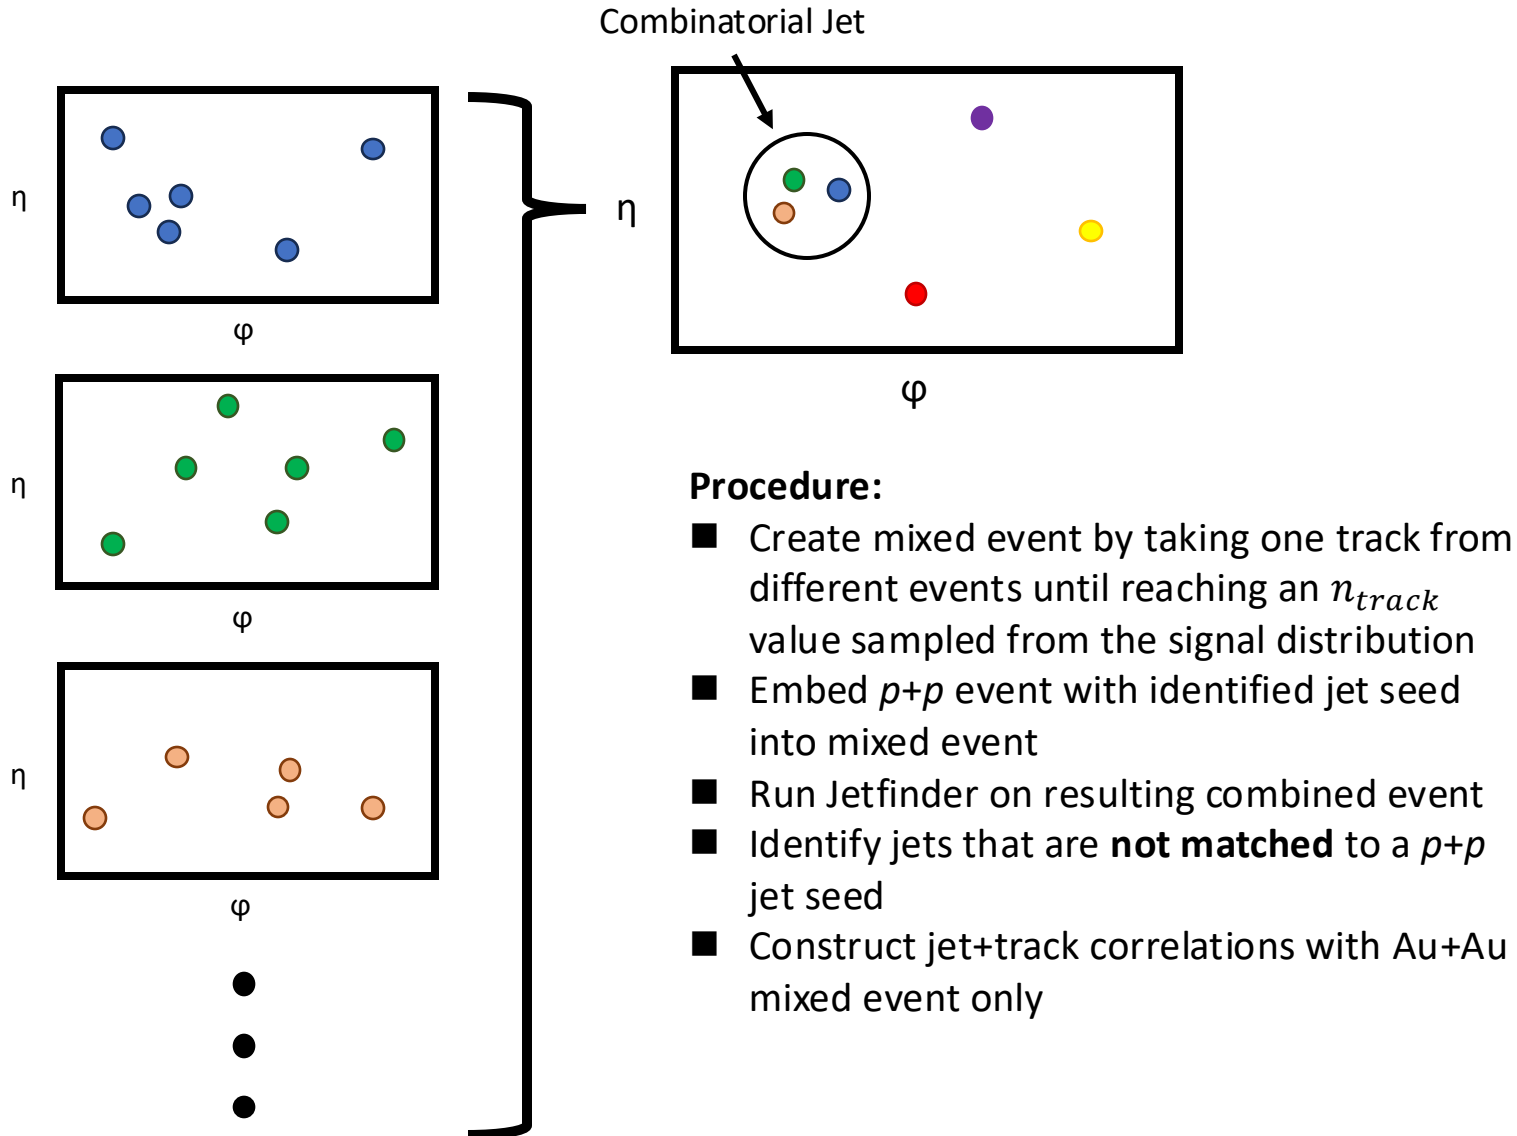 Combinatorial Jet
η
φ
η
φ
η
φ
η
φ
Procedure:
■ Create mixed event by taking one track from
different events until reaching an n_track
value sampled from the signal distribution
■ Embed p+p event with identified jet seed
into mixed event
■ Run Jetfinder on resulting combined event
■ Identify jets that are not matched to a p+p
jet seed
■ Construct jet+track correlations with Au+Au
mixed event only